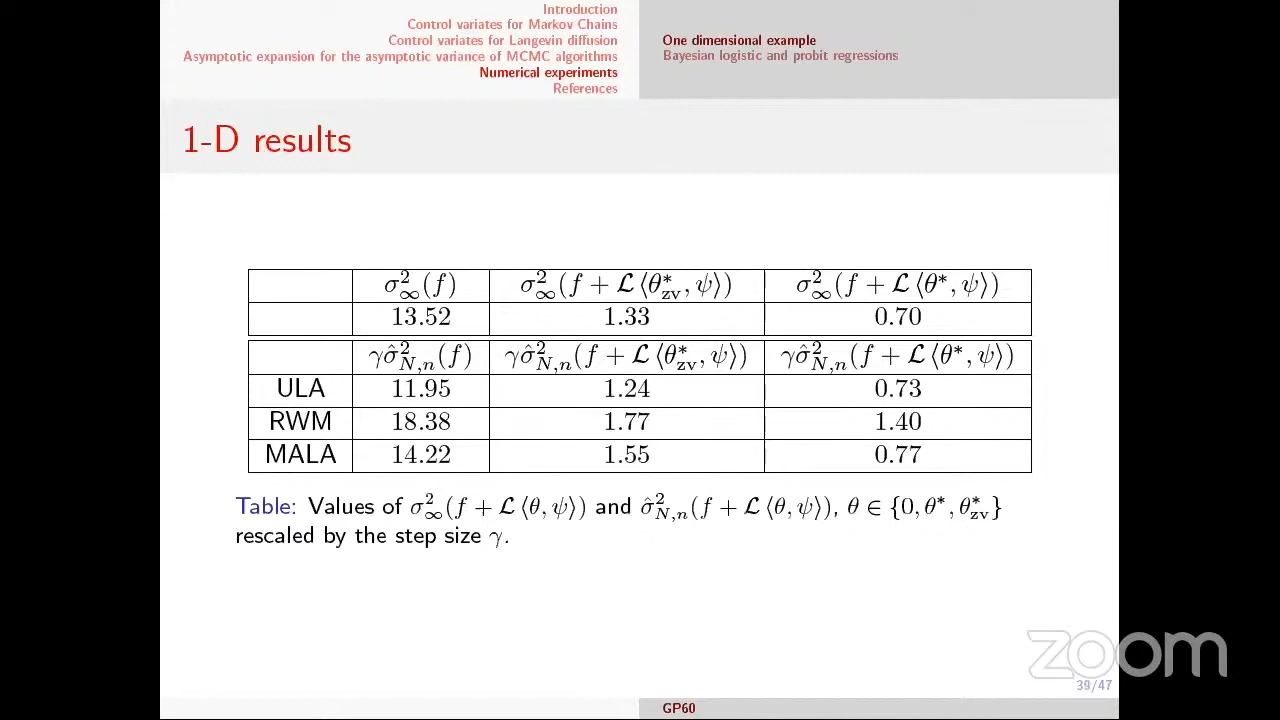 Introduction
Control variates for Markov Chains
Control variates for Langevin diffusion
Asymptotic expansion for the asymptotic variance of MCMC algorithms
Numerical experiments
References
One dimensional example
Bayesian logistic and probit regressions
1-D results
σ²∞(f) σ²∞(f + ℒ⟨θ*zv, ψ⟩) σ²∞(f + ℒ⟨θ*, ψ⟩)
13.52 1.33 0.70
γσ̂²N,n(f) γσ̂²N,n(f + ℒ⟨θ*zv, ψ⟩) γσ̂²N,n(f + ℒ⟨θ*, ψ⟩)
ULA 11.95 1.24 0.73
RWM 18.38 1.77 1.40
MALA 14.22 1.55 0.77
Table: Values of σ²∞(f + ℒ⟨θ, ψ⟩) and σ̂²N,n(f + ℒ⟨θ, ψ⟩), θ ∈ {0, θ*, θ*zv}
rescaled by the step size γ.
zoom
39/47
GP60